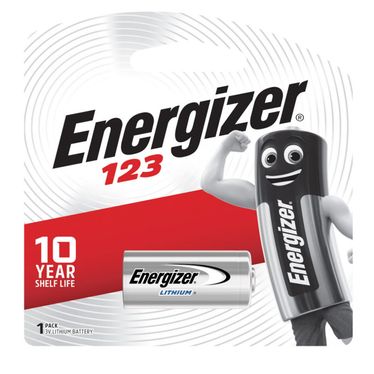 Energizer®
123
10
YEAR
SHELF LIFE
Energizer
LITHIUM
1 PACK
3V LITHIUM BATTERY
Energizer